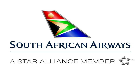 SOUTH AFRICAN AIRWAYS
A STAR ALLIANCE MEMBER